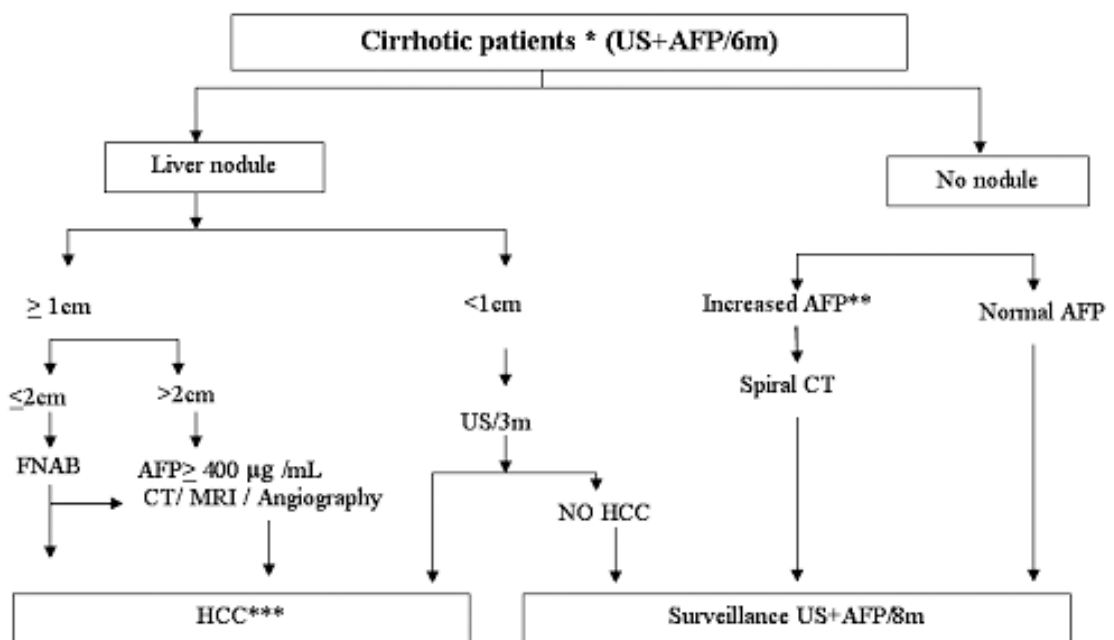 Cirrhotic patients * (US+AFP/6m)
Liver nodule
No nodule
≥ 1cm
<1cm
Increased AFP**
Normal AFP
≤2cm
>2cm
Spiral CT
US/3m
FNAB
AFP≥ 400 µg /mL
CT/ MRI / Angiography
NO HCC
HCC***
Surveillance US+AFP/8m